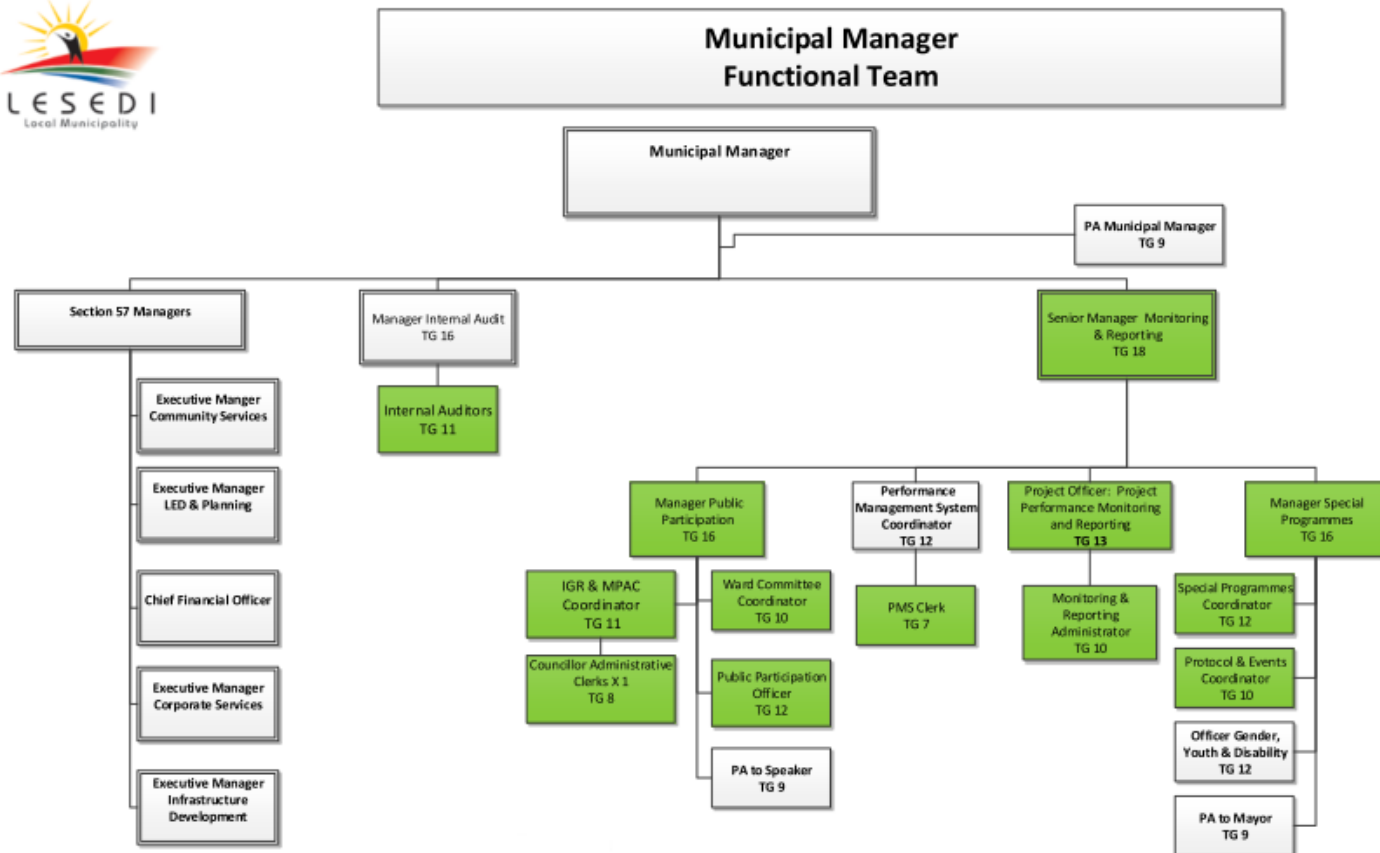 LESEDI
Local Municipality
Municipal Manager
Functional Team
Municipal Manager
PA Municipal Manager
TG 9
Section 57 Managers
Manager Internal Audit
TG 16
Senior Manager Monitoring
& Reporting
TG 18
Executive Manger
Community Services
Executive Manager
LED & Planning
Chief Financial Officer
Executive Manager
Corporate Services
Executive Manager
Infrastructure
Development
Internal Auditors
TG 11
Manager Public
Participation
TG 16
IGR & MPAC
Coordinator
TG 11
Councillor Administrative
Clerks X 1
TG 8
Ward Committee
Coordinator
TG 10
Public Participation
Officer
TG 12
PA to Speaker
TG 9
Performance
Management System
Coordinator
TG 12
PMS Clerk
TG 7
Project Officer: Project
Performance Monitoring
and Reporting
TG 13
Monitoring &
Reporting
Administrator
TG 10
Manager Special
Programmes
TG 16
Special Programmes
Coordinator
TG 12
Protocol & Events
Coordinator
TG 10
Officer Gender,
Youth & Disability
TG 12
PA to Mayor
TG 9